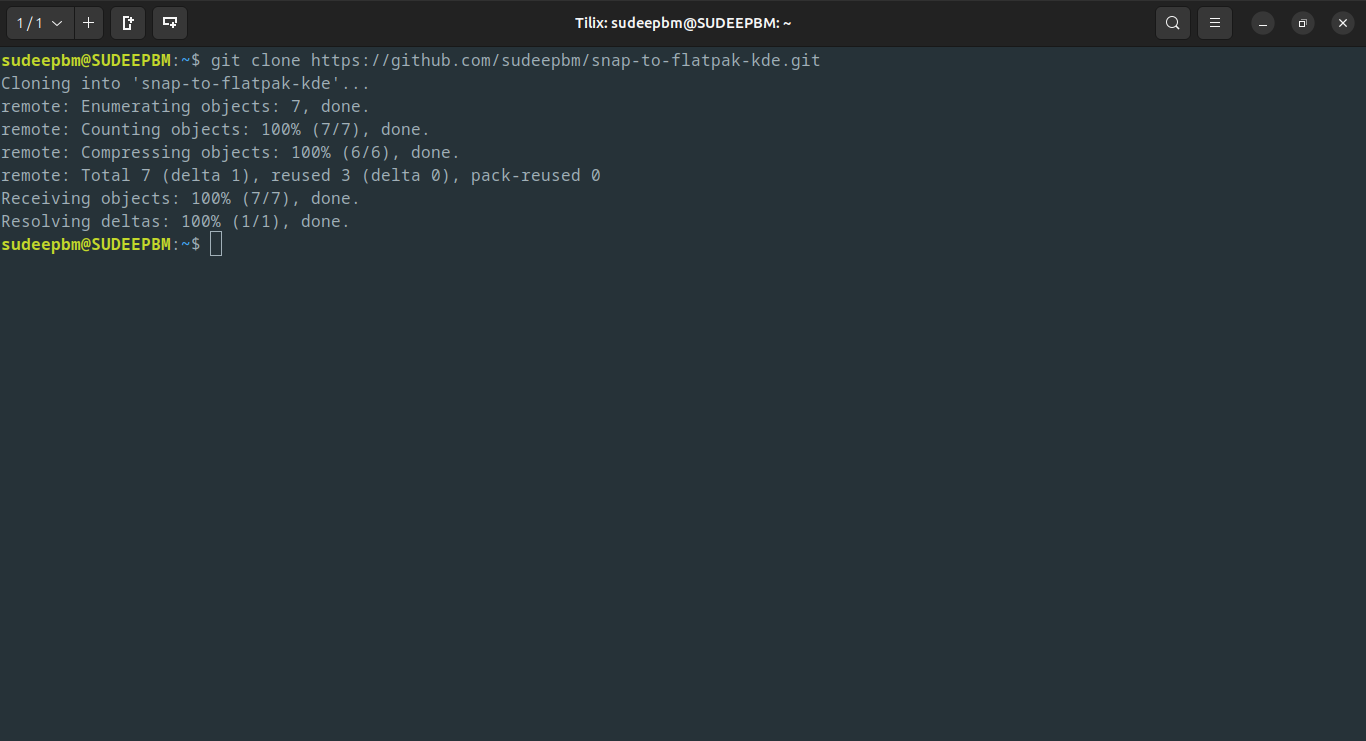 1 / 1
Tilix: sudeepbm@SUDEEPBM: ~
sudeepbm@SUDEEPBM:~$ git clone https://github.com/sudeepbm/snap-to-flatpak-kde.git
Cloning into 'snap-to-flatpak-kde'...
remote: Enumerating objects: 7, done.
remote: Counting objects: 100% (7/7), done.
remote: Compressing objects: 100% (6/6), done.
remote: Total 7 (delta 1), reused 3 (delta 0), pack-reused 0
Receiving objects: 100% (7/7), done.
Resolving deltas: 100% (1/1), done.
sudeepbm@SUDEEPBM:~$